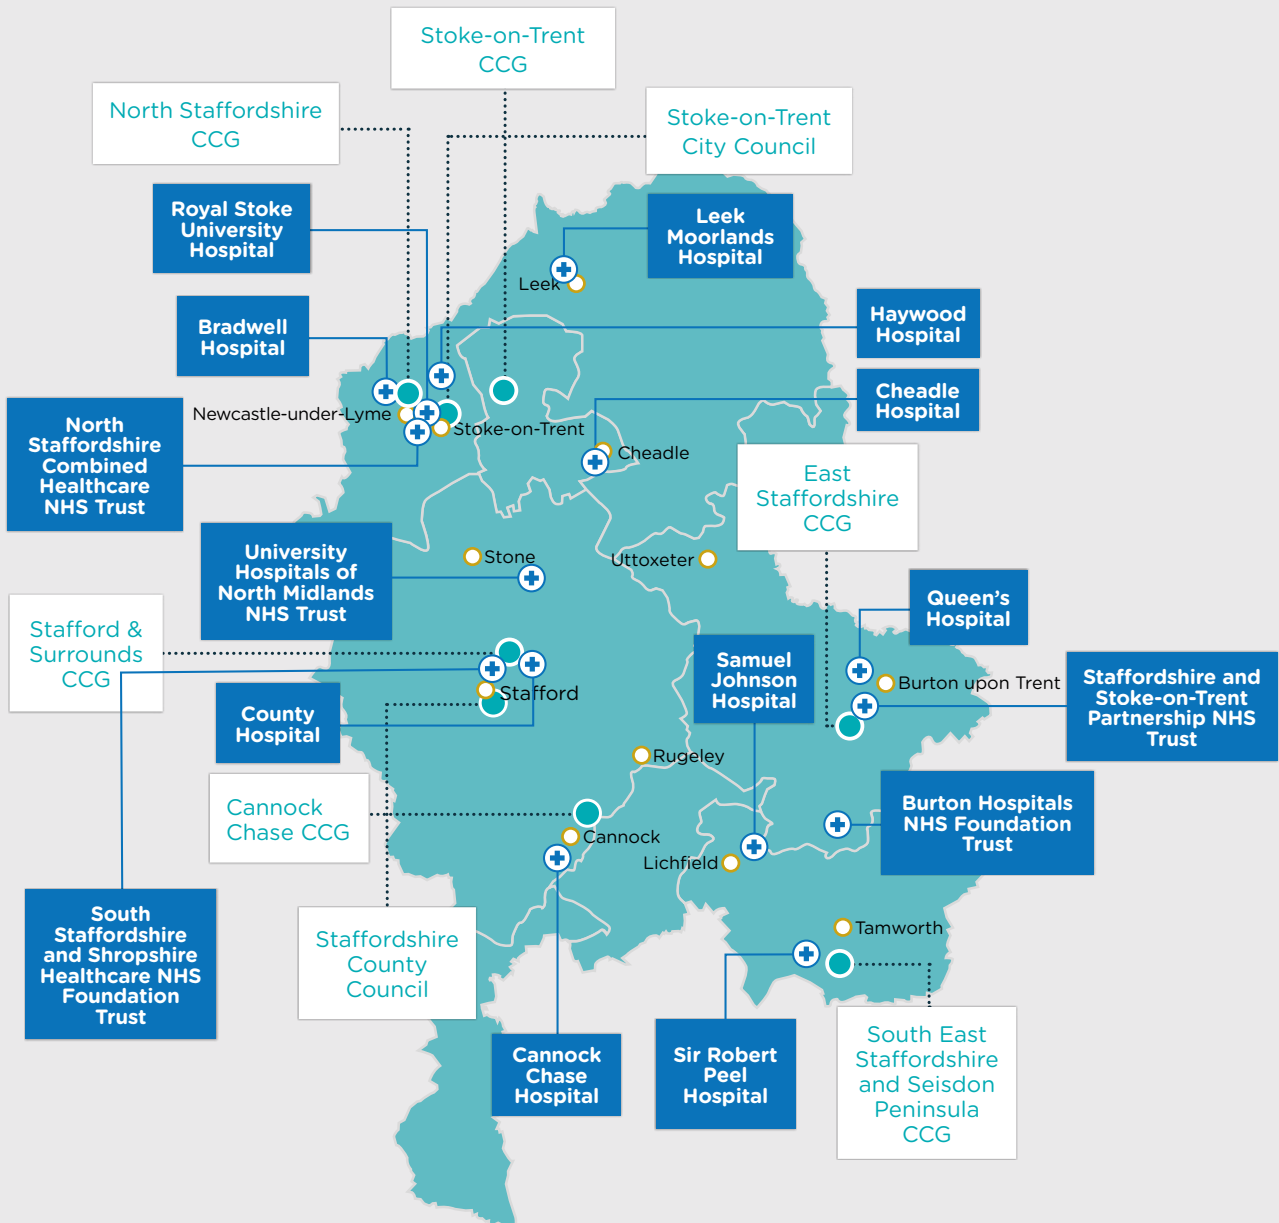 Stoke-on-Trent
CCG
North Staffordshire
CCG
Stoke-on-Trent
City Council
Royal Stoke
University
Hospital
Leek
Moorlands
Hospital
Leek
Bradwell
Hospital
Haywood
Hospital
Cheadle
Hospital
North
Staffordshire
Combined
Healthcare
NHS Trust
Newcastle-under-Lyme
Stoke-on-Trent
Cheadle
East
Staffordshire
CCG
University
Hospitals of
North Midlands
NHS Trust
Stone
Uttoxeter
Queen's
Hospital
Stafford &
Surrounds
CCG
Samuel
Johnson
Hospital
Staffordshire and
Stoke-on-Trent
Partnership NHS
Trust
Burton upon Trent
Stafford
County
Hospital
Rugeley
Cannock
Chase CCG
Burton Hospitals
NHS Foundation
Trust
Cannock
Lichfield
South
Staffordshire
and Shropshire
Healthcare NHS
Foundation
Trust
Staffordshire
County
Council
Tamworth
Cannock
Chase
Hospital
Sir Robert
Peel
Hospital
South East
Staffordshire
and Seisdon
Peninsula
CCG